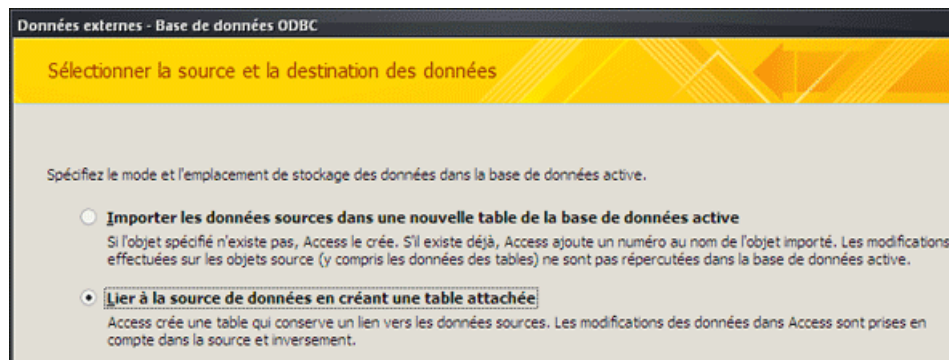 Données externes - Base de données ODBC
Sélectionner la source et la destination des données
Spécifiez le mode et l'emplacement de stockage des données dans la base de données active.
Importer les données sources dans une nouvelle table de la base de données active
Si l'objet spécifié n'existe pas, Access le crée. S'il existe déjà, Access ajoute un numéro au nom de l'objet importé. Les modifications
effectuées sur les objets source (y compris les données des tables) ne sont pas répercutées dans la base de données active.
Lier à la source de données en créant une table attachée
Access crée une table qui conserve un lien vers les données sources. Les modifications des données dans Access sont prises en
compte dans la source et inversement.